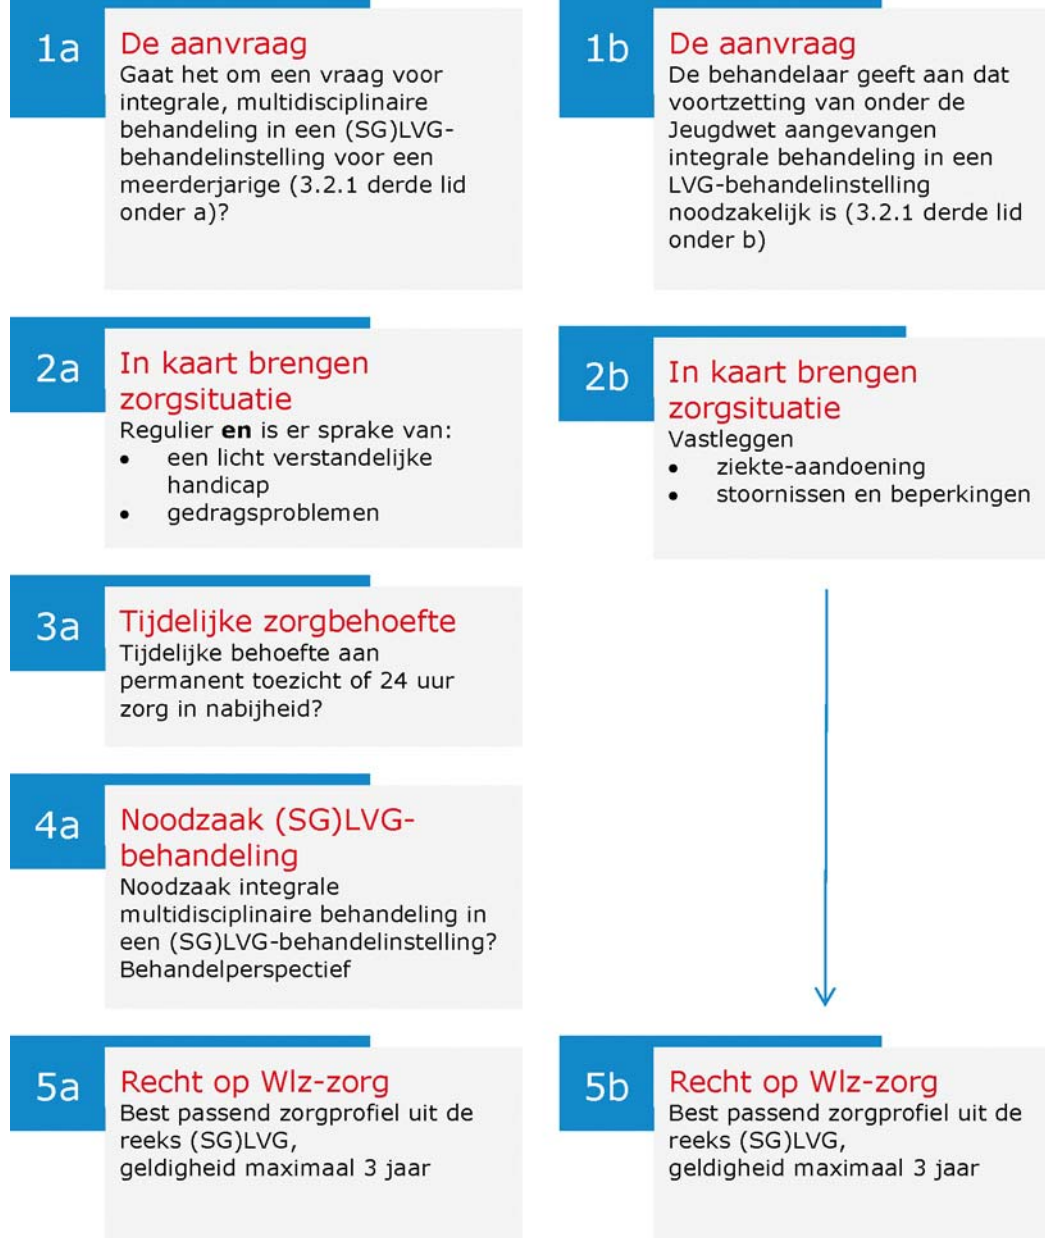 1a
De aanvraag
Gaat het om een vraag voor
integrale, multidisciplinaire
behandeling in een (SG)LVG-
behandelinstelling voor een
meerderjarige (3.2.1 derde lid
onder a)?
1b
De aanvraag
De behandelaar geeft aan dat
voortzetting van onder de
Jeugdwet aangevangen
integrale behandeling in een
LVG-behandelinstelling
noodzakelijk is (3.2.1 derde lid
onder b)
2a
In kaart brengen
zorgsituatie
Regulier en is er sprake van:
• een licht verstandelijke
handicap
• gedragsproblemen
2b
In kaart brengen
zorgsituatie
Vastleggen
• ziekte-aandoening
• stoornissen en beperkingen
3a
Tijdelijke zorgbehoefte
Tijdelijke behoefte aan
permanent toezicht of 24 uur
zorg in nabijheid?
4a
Noodzaak (SG)LVG-
behandeling
Noodzaak integrale
multidisciplinaire behandeling in
een (SG)LVG-behandelinstelling?
Behandelperspectief
5a
Recht op Wlz-zorg
Best passend zorgprofiel uit de
reeks (SG)LVG,
geldigheid maximaal 3 jaar
5b
Recht op Wlz-zorg
Best passend zorgprofiel uit de
reeks (SG)LVG,
geldigheid maximaal 3 jaar